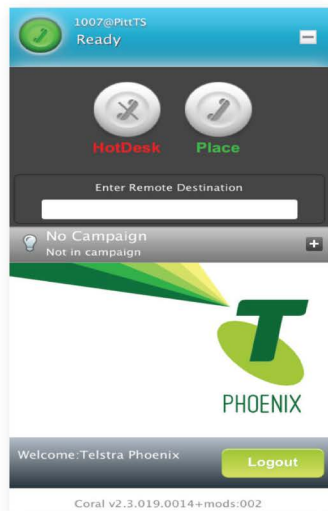 1007@PittTS
Ready
HotDesk
Place
Enter Remote Destination
No Campaign
Not in campaign
T
PHOENIX
Welcome:Telstra Phoenix
Logout
Coral v2.3.019.0014+mods:002